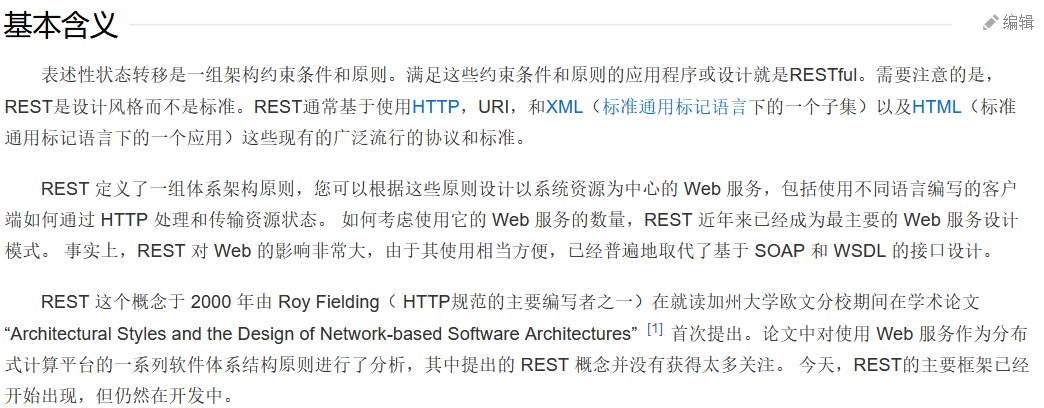 基本含义
编辑
表述性状态转移是一组架构约束条件和原则。满足这些约束条件和原则的应用程序或设计就是RESTful。需要注意的是，
REST是设计风格而不是标准。REST通常基于使用HTTP，URI，和XML（标准通用标记语言下的一个子集）以及HTML（标准
通用标记语言下的一个应用）这些现有的广泛流行的协议和标准。
REST 定义了一组体系架构原则，您可以根据这些原则设计以系统资源为中心的 Web 服务，包括使用不同语言编写的客户
端如何通过 HTTP 处理和传输资源状态。 如何考虑使用它的 Web 服务的数量，REST 近年来已经成为最主要的 Web 服务设计
模式。 事实上，REST 对 Web 的影响非常大，由于其使用相当方便，已经普遍地取代了基于 SOAP 和 WSDL 的接口设计。
REST 这个概念于 2000 年由 Roy Fielding（ HTTP规范的主要编写者之一）在就读加州大学欧文分校期间在学术论文
“Architectural Styles and the Design of Network-based Software Architectures” [1] 首次提出。论文中对使用 Web 服务作为分布
式计算平台的一系列软件体系结构原则进行了分析，其中提出的 REST 概念并没有获得太多关注。 今天，REST的主要框架已经
开始出现，但仍然在开发中。